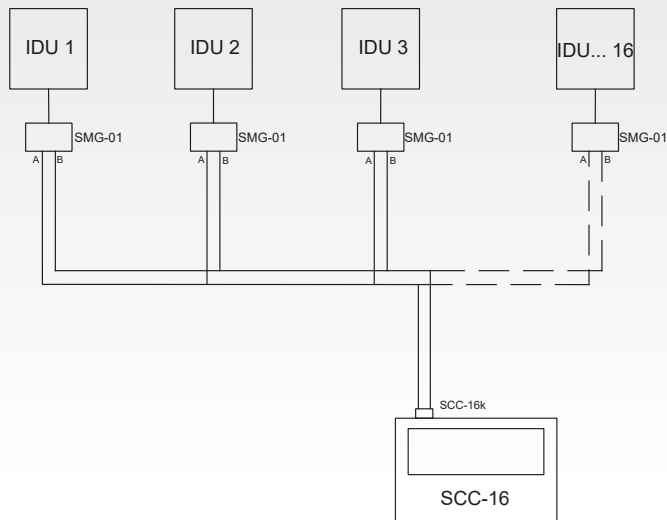 IDU 1
IDU 2
IDU 3
IDU... 16
SMG-01
SMG-01
SMG-01
SMG-01
A B
A B
A B
A B
SCC-16k
SCC-16